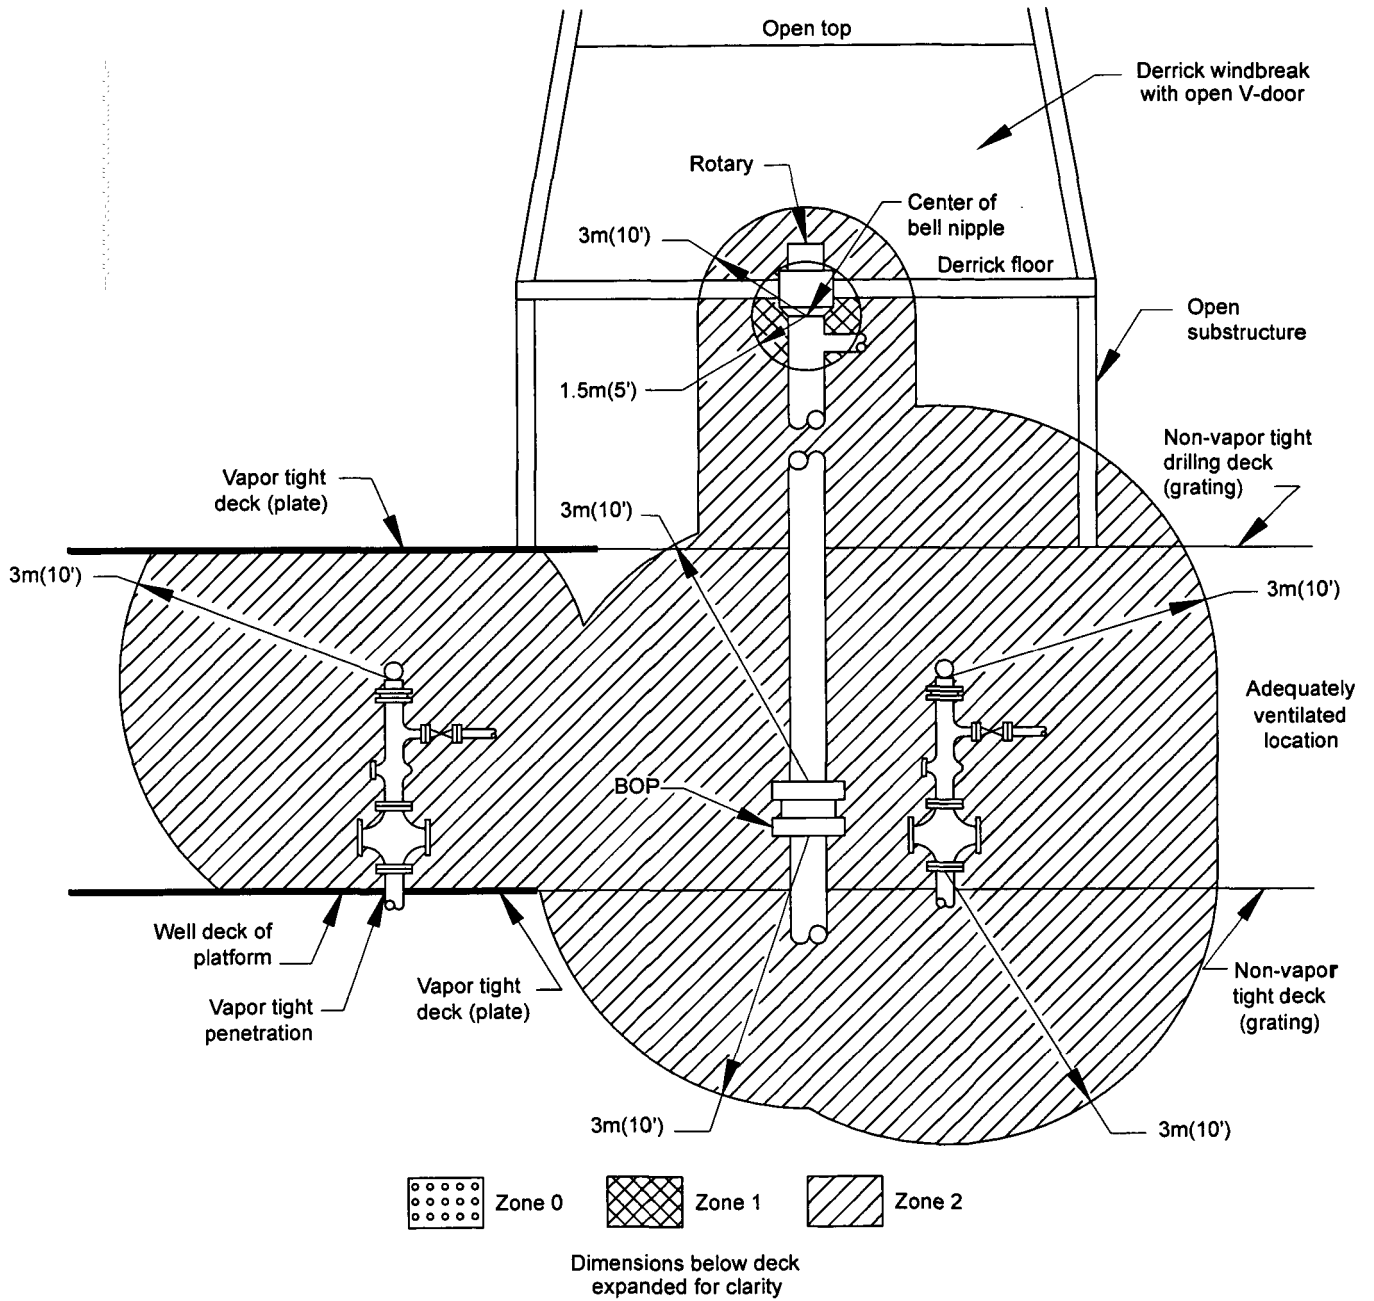 Open top
Derrick windbreak
with open V-door
Rotary
Center of
bell nipple
3m(10')
Derrick floor
Open
substructure
1.5m(5')
Non-vapor tight
drillng deck
(grating)
Vapor tight
deck (plate)
3m(10')
3m(10')
3m(10')
Adequately
ventilated
location
BOP
Well deck of
platform
Vapor tight
deck (plate)
Non-vapor
tight deck
(grating)
Vapor tight
penetration
3m(10')
3m(10')
Zone 0
Zone 1
Zone 2
Dimensions below deck
expanded for clarity